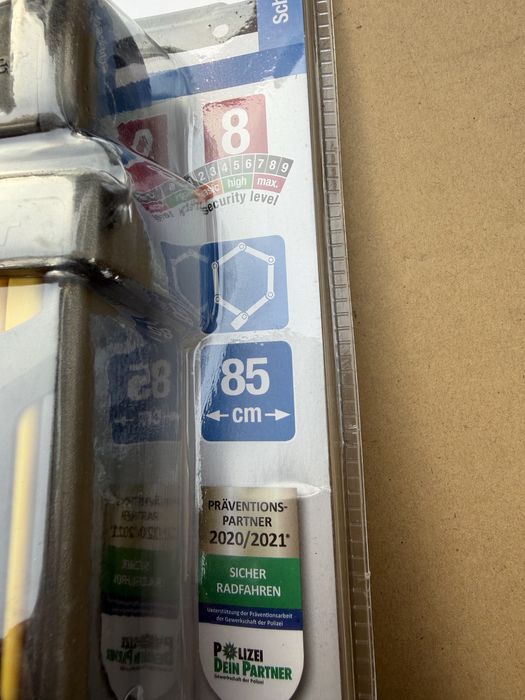 Sch
8
2 3 4 5 6 7 8 9
high max.
security level
85
cm
PRÄVENTIONS-
PARTNER
2020/2021*
SICHER
RADFAHREN
Unterstützung der Präventionsarbeit
der Gewerkschaft der Polizei
POLIZEI
DEIN PARTNER
Gewerkschaft der Polizei